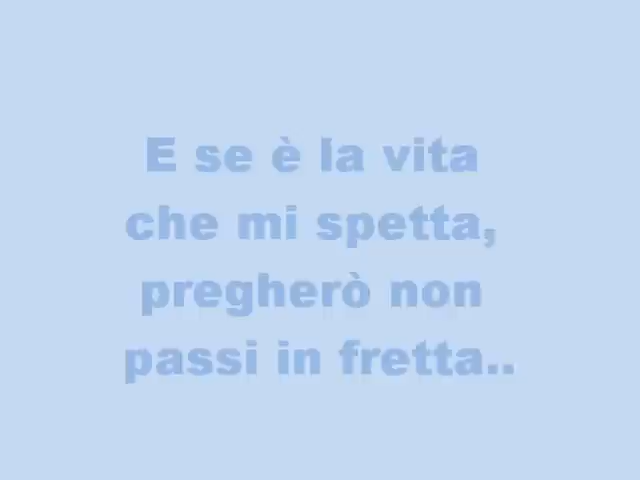 E se è la vita
che mi spetta,
pregherò non
passi in fretta..